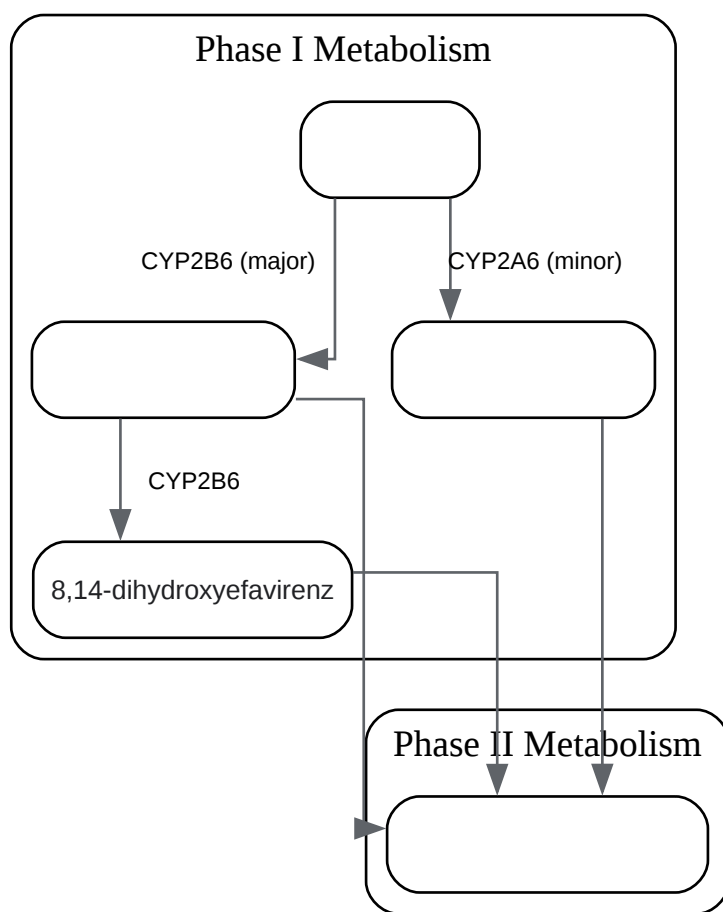 Phase I Metabolism
CYP2B6 (major)
CYP2A6 (minor)
CYP2B6
8,14-dihydroxyefavirenz
Phase II Metabolism